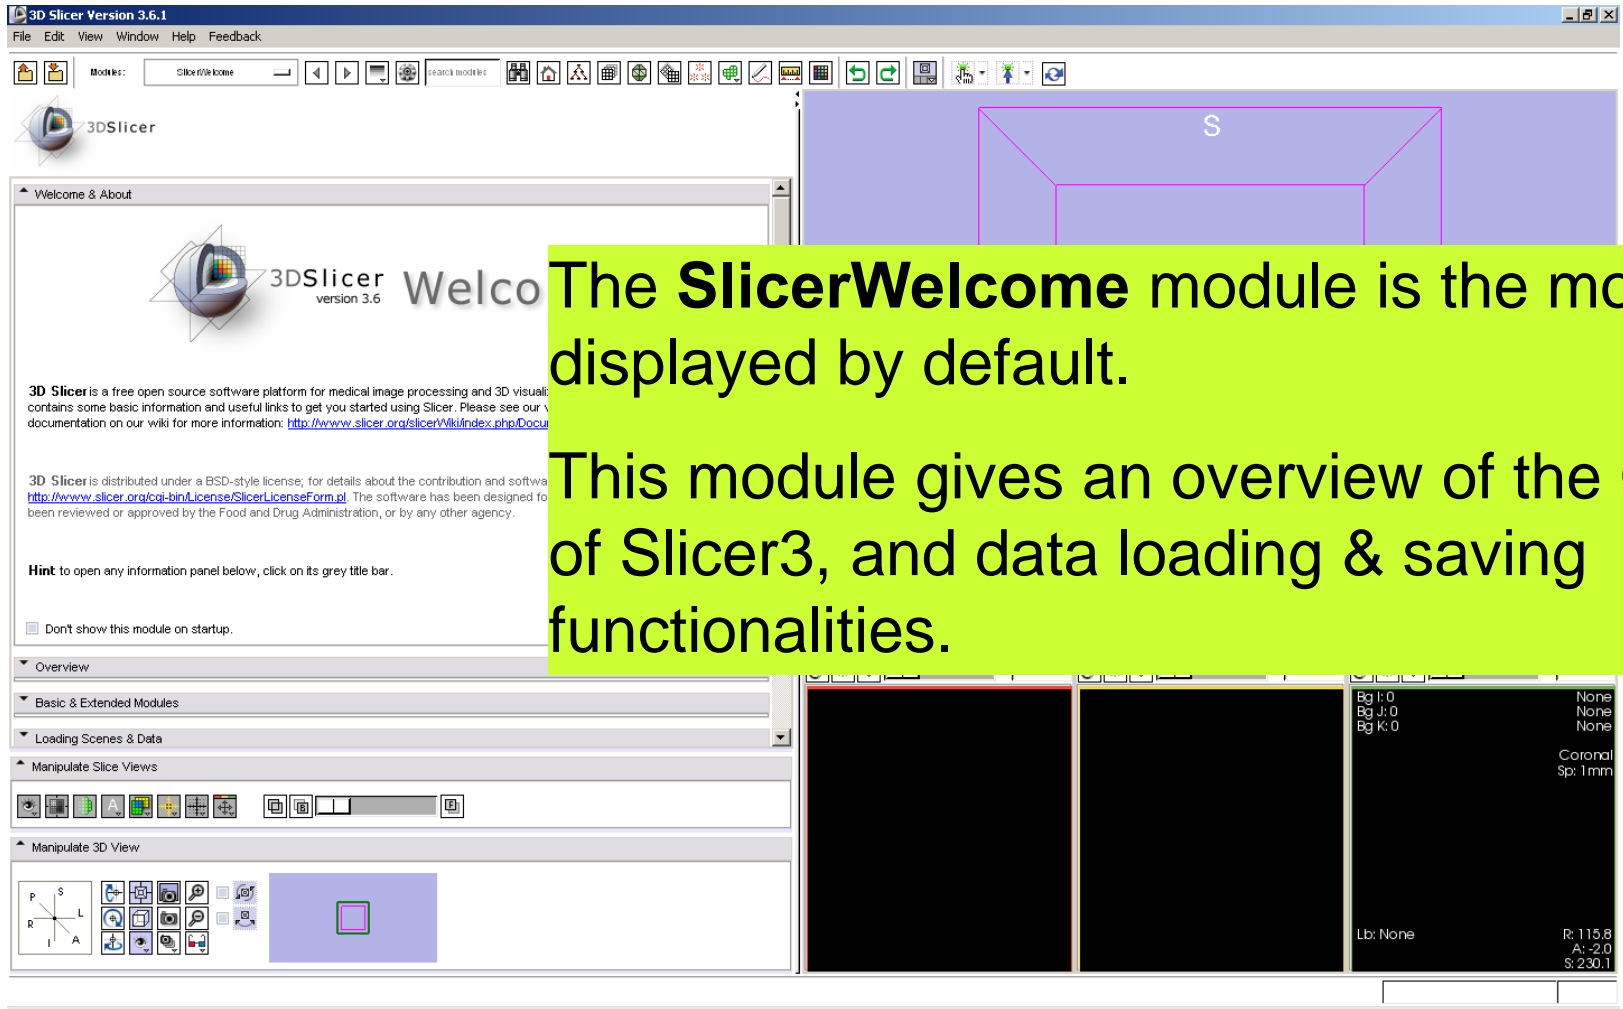 3D Slicer Version 3.6.1
File Edit View Window Help Feedback
Modules: SlicerWelcome search modules
3DSlicer
Welcome & About
3DSlicer
version 3.6
Welco
3D Slicer is a free open source software platform for medical image processing and 3D visuali
contains some basic information and useful links to get you started using Slicer. Please see our
documentation on our wiki for more information: http://www.slicer.org/slicerWiki/index.php/Docu
3D Slicer is distributed under a BSD-style license; for details about the contribution and softwa
http://www.slicer.org/cgi-bin/License/SlicerLicenseForm.pl. The software has been designed fo
been reviewed or approved by the Food and Drug Administration, or by any other agency.
Hint to open any information panel below, click on its grey title bar.
Don't show this module on startup.
Overview
Basic & Extended Modules
Loading Scenes & Data
Manipulate Slice Views
A B F
Manipulate 3D View
P S
L
R
I A
S
The SlicerWelcome module is the mo
displayed by default.
This module gives an overview of the
of Slicer3, and data loading & saving
functionalities.
Bg I: 0 None
Bg J: 0 None
Bg K: 0 None
Coronal
Sp: 1mm
Lb: None R: 115.8
A: -2.0
S: 230.1